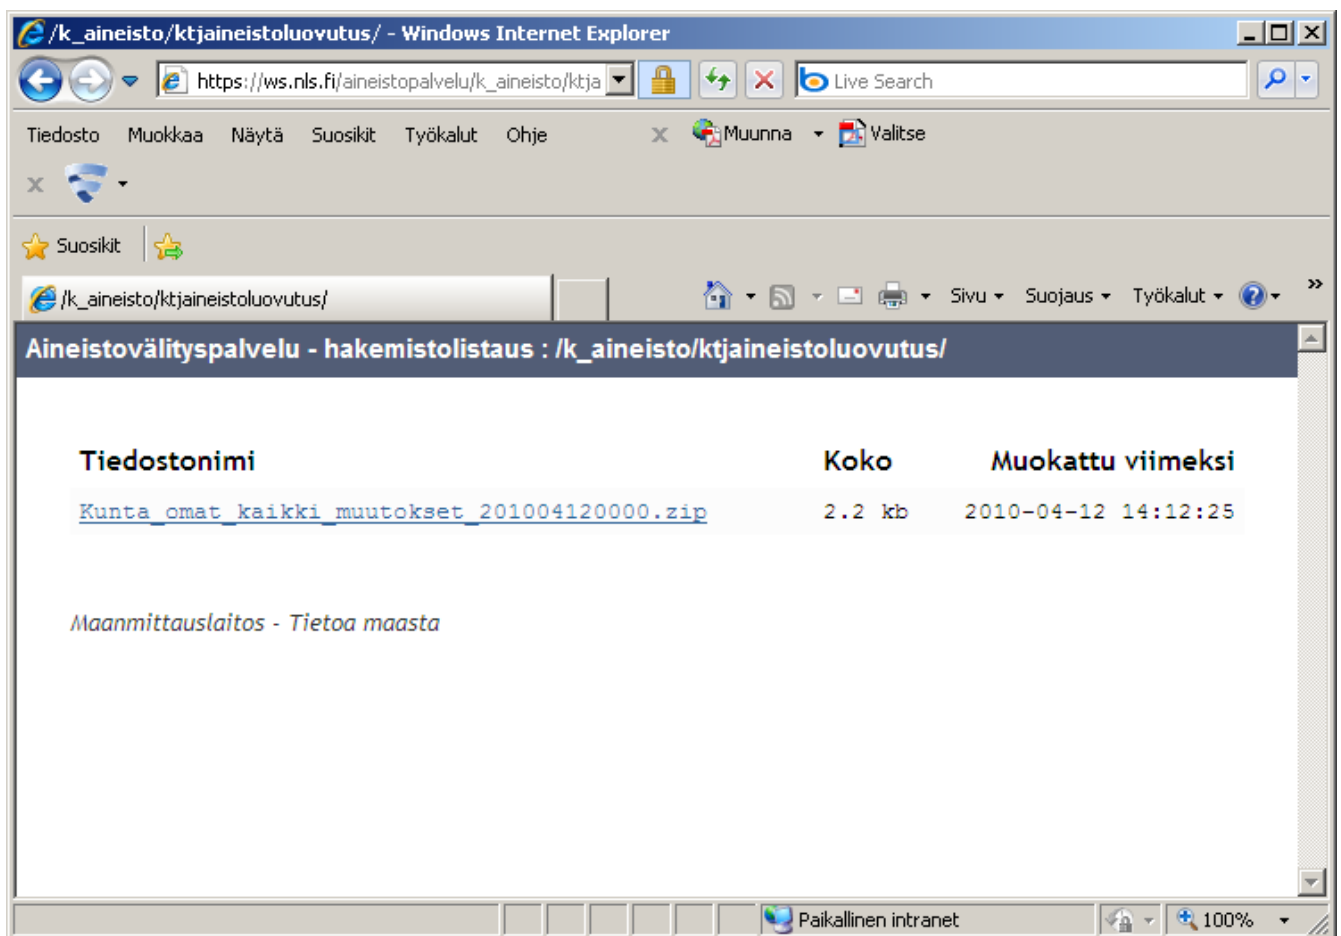 /k_aineisto/ktjaineistoluovutus/ - Windows Internet Explorer
https://ws.nls.fi/aineistopalvelu/k_aineisto/ktja
Live Search
Tiedosto Muokkaa Näytä Suosikit Työkalut Ohje x Muunna Valitse
x
Suosikit
/k_aineisto/ktjaineistoluovutus/ Sivu Suojaus Työkalut »
Aineistovälityspalvelu - hakemistolistaus : /k_aineisto/ktjaineistoluovutus/
Tiedostonimi Koko Muokattu viimeksi
Kunta_omat_kaikki_muutokset_201004120000.zip 2.2 kb 2010-04-12 14:12:25
Maanmittauslaitos - Tietoa maasta
Paikallinen intranet 100%